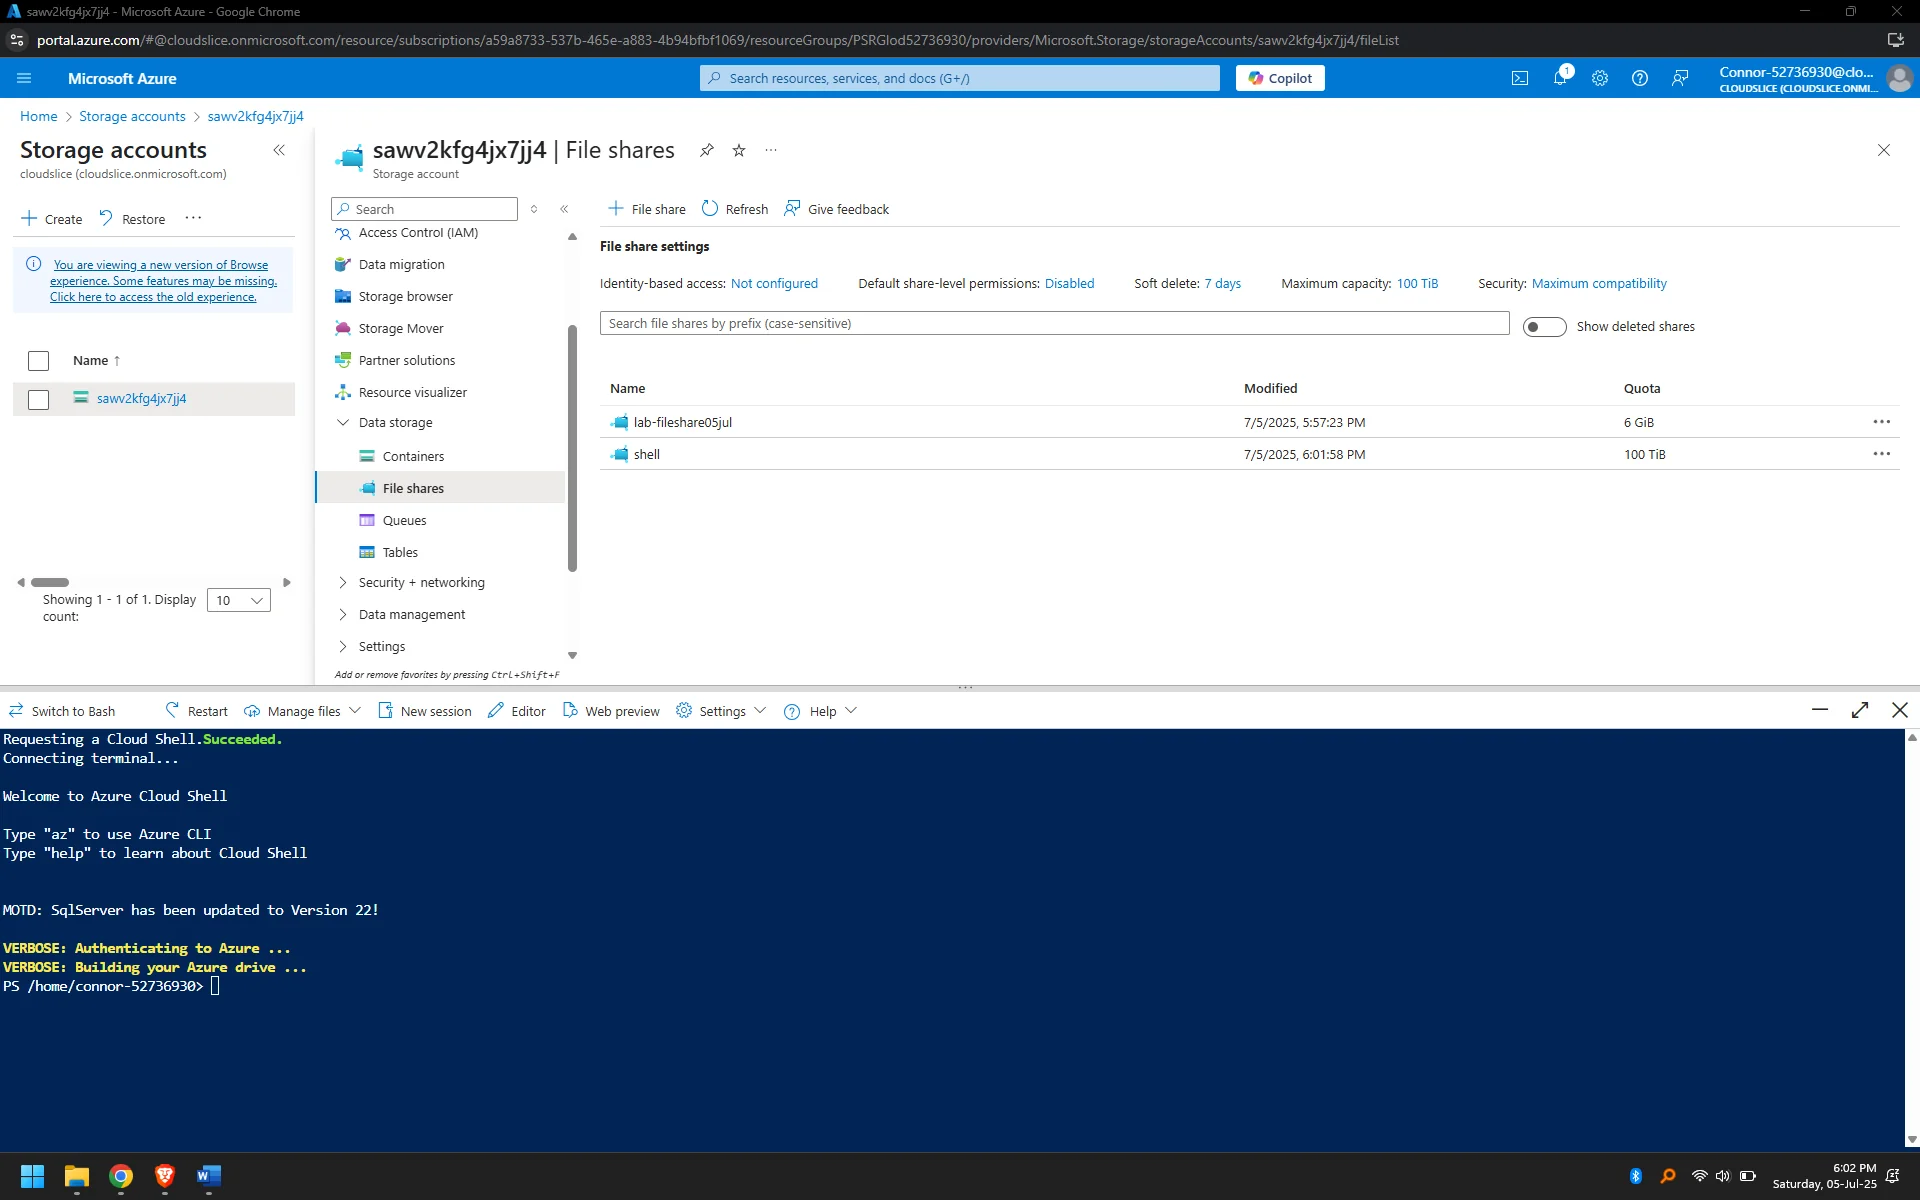 sawv2kfg4jx7jj4 - Microsoft Azure - Google Chrome
portal.azure.com/#@cloudslice.onmicrosoft.com/resource/subscriptions/a59a8733-537b-465e-a883-4b94bfbf1069/resourceGroups/PSRGlod52736930/providers/Microsoft.Storage/storageAccounts/sawv2kfg4jx7jj4/fileList
Microsoft Azure
Search resources, services, and docs (G+/)
Copilot
1
Connor-52736930@clo...
CLOUDSLICE (CLOUDSLICE.ONMI...
Home > Storage accounts > sawv2kfg4jx7jj4
Storage accounts
cloudslice (cloudslice.onmicrosoft.com)
Create
Restore
...
You are viewing a new version of Browse
experience. Some features may be missing.
Click here to access the old experience.
Name ↑
sawv2kfg4jx7jj4
Showing 1 - 1 of 1. Display
count:
10
sawv2kfg4jx7jj4 | File shares
...
Storage account
Search
Access Control (IAM)
Data migration
Storage browser
Storage Mover
Partner solutions
Resource visualizer
Data storage
Containers
File shares
Queues
Tables
Security + networking
Data management
Settings
Add or remove favorites by pressing Ctrl+Shift+F
File share
Refresh
Give feedback
File share settings
Identity-based access: Not configured
Default share-level permissions: Disabled
Soft delete: 7 days
Maximum capacity: 100 TiB
Security: Maximum compatibility
Search file shares by prefix (case-sensitive)
Show deleted shares
Name Modified Quota
lab-fileshare05jul 7/5/2025, 5:57:23 PM 6 GiB ...
shell 7/5/2025, 6:01:58 PM 100 TiB ...
Switch to Bash
Restart
Manage files
New session
Editor
Web preview
Settings
Help
Requesting a Cloud Shell.Succeeded.
Connecting terminal...
Welcome to Azure Cloud Shell
Type "az" to use Azure CLI
Type "help" to learn about Cloud Shell
MOTD: SqlServer has been updated to Version 22!
VERBOSE: Authenticating to Azure ...
VERBOSE: Building your Azure drive ...
PS /home/connor-52736930>
6:02 PM
Saturday, 05-Jul-25